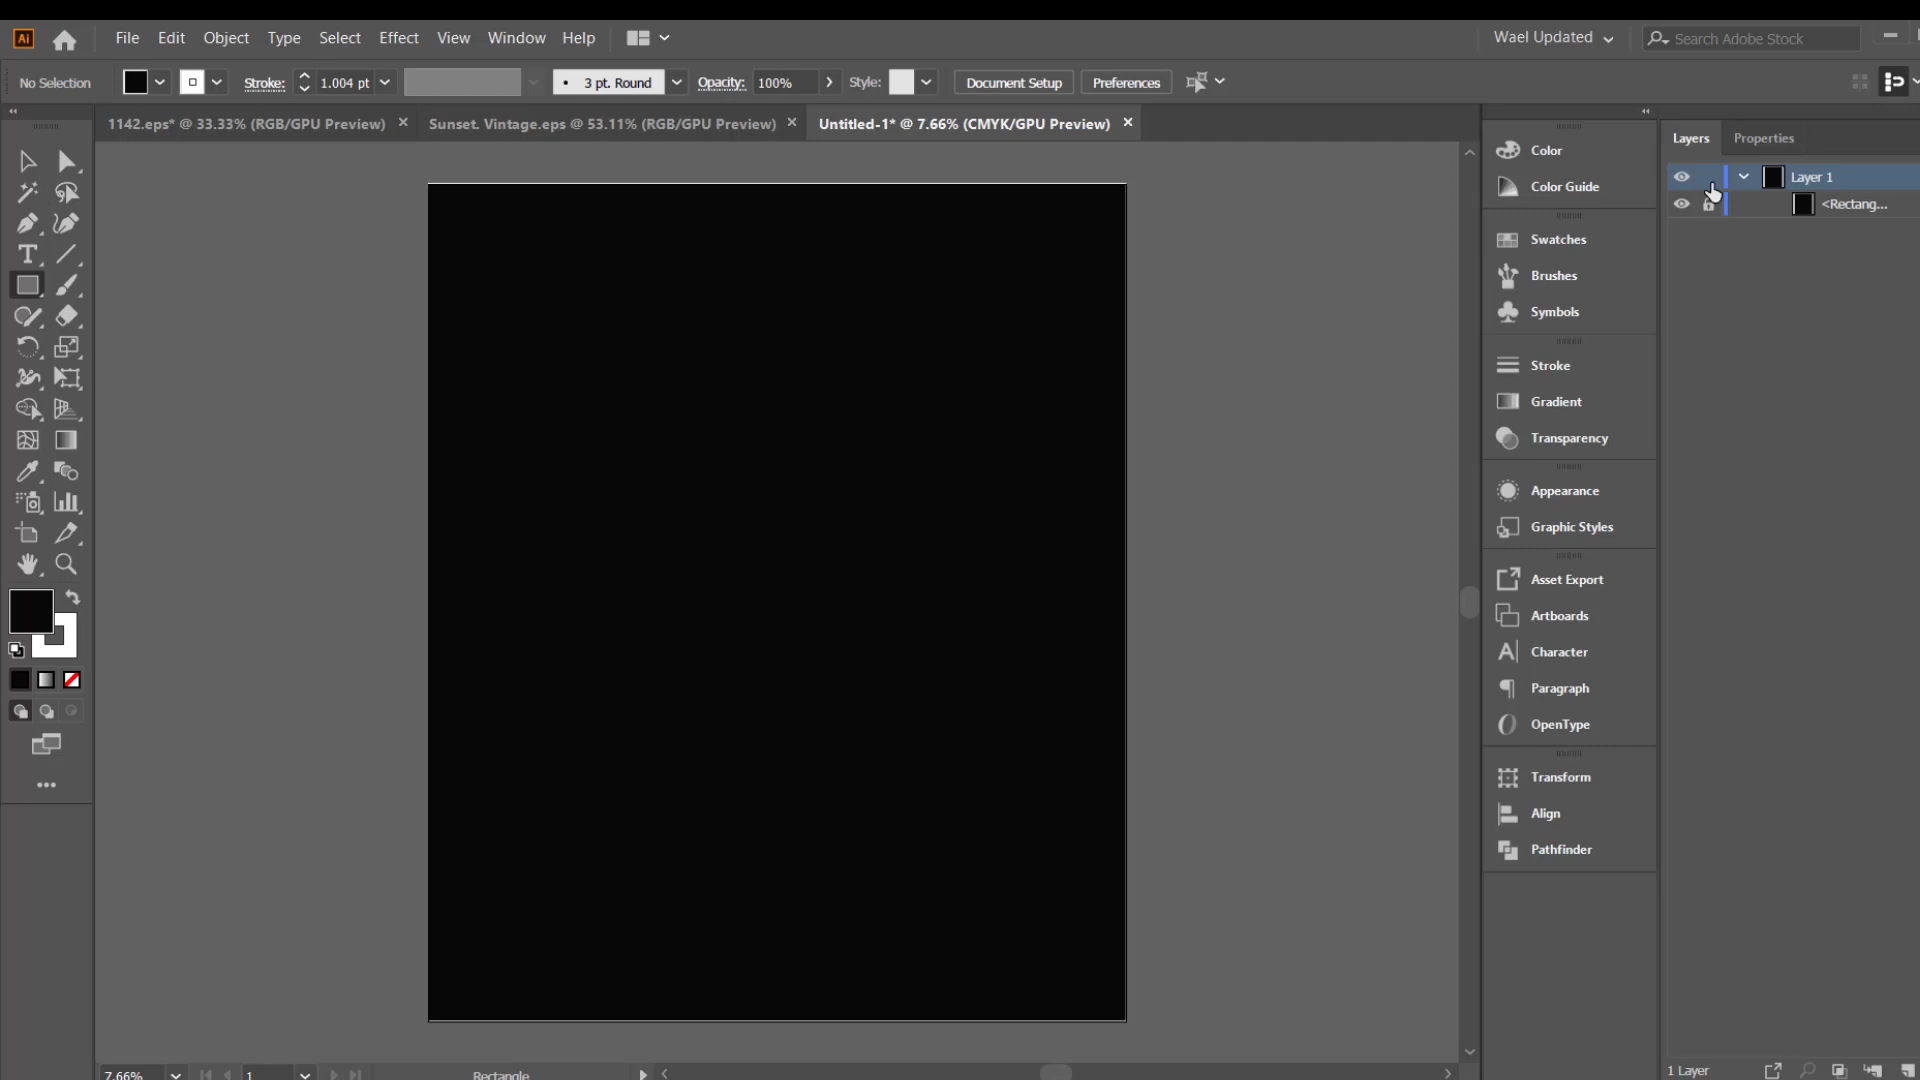 Ai File Edit Object Type Select Effect View Window Help Wael Updated Search Adobe Stock
No Selection Stroke: 1.004 pt 3 pt. Round Opacity: 100% Style: Document Setup Preferences
1142.eps* @ 33.33% (RGB/GPU Preview) Sunset. Vintage.eps @ 53.11% (RGB/GPU Preview) Untitled-1* @ 7.66% (CMYK/GPU Preview)
Color
Color Guide
Swatches
Brushes
Symbols
Stroke
Gradient
Transparency
Appearance
Graphic Styles
Asset Export
Artboards
Character
Paragraph
OpenType
Transform
Align
Pathfinder
Layers Properties
Layer 1
<Rectang...
7.66% 1 Rectangle 1 Layer